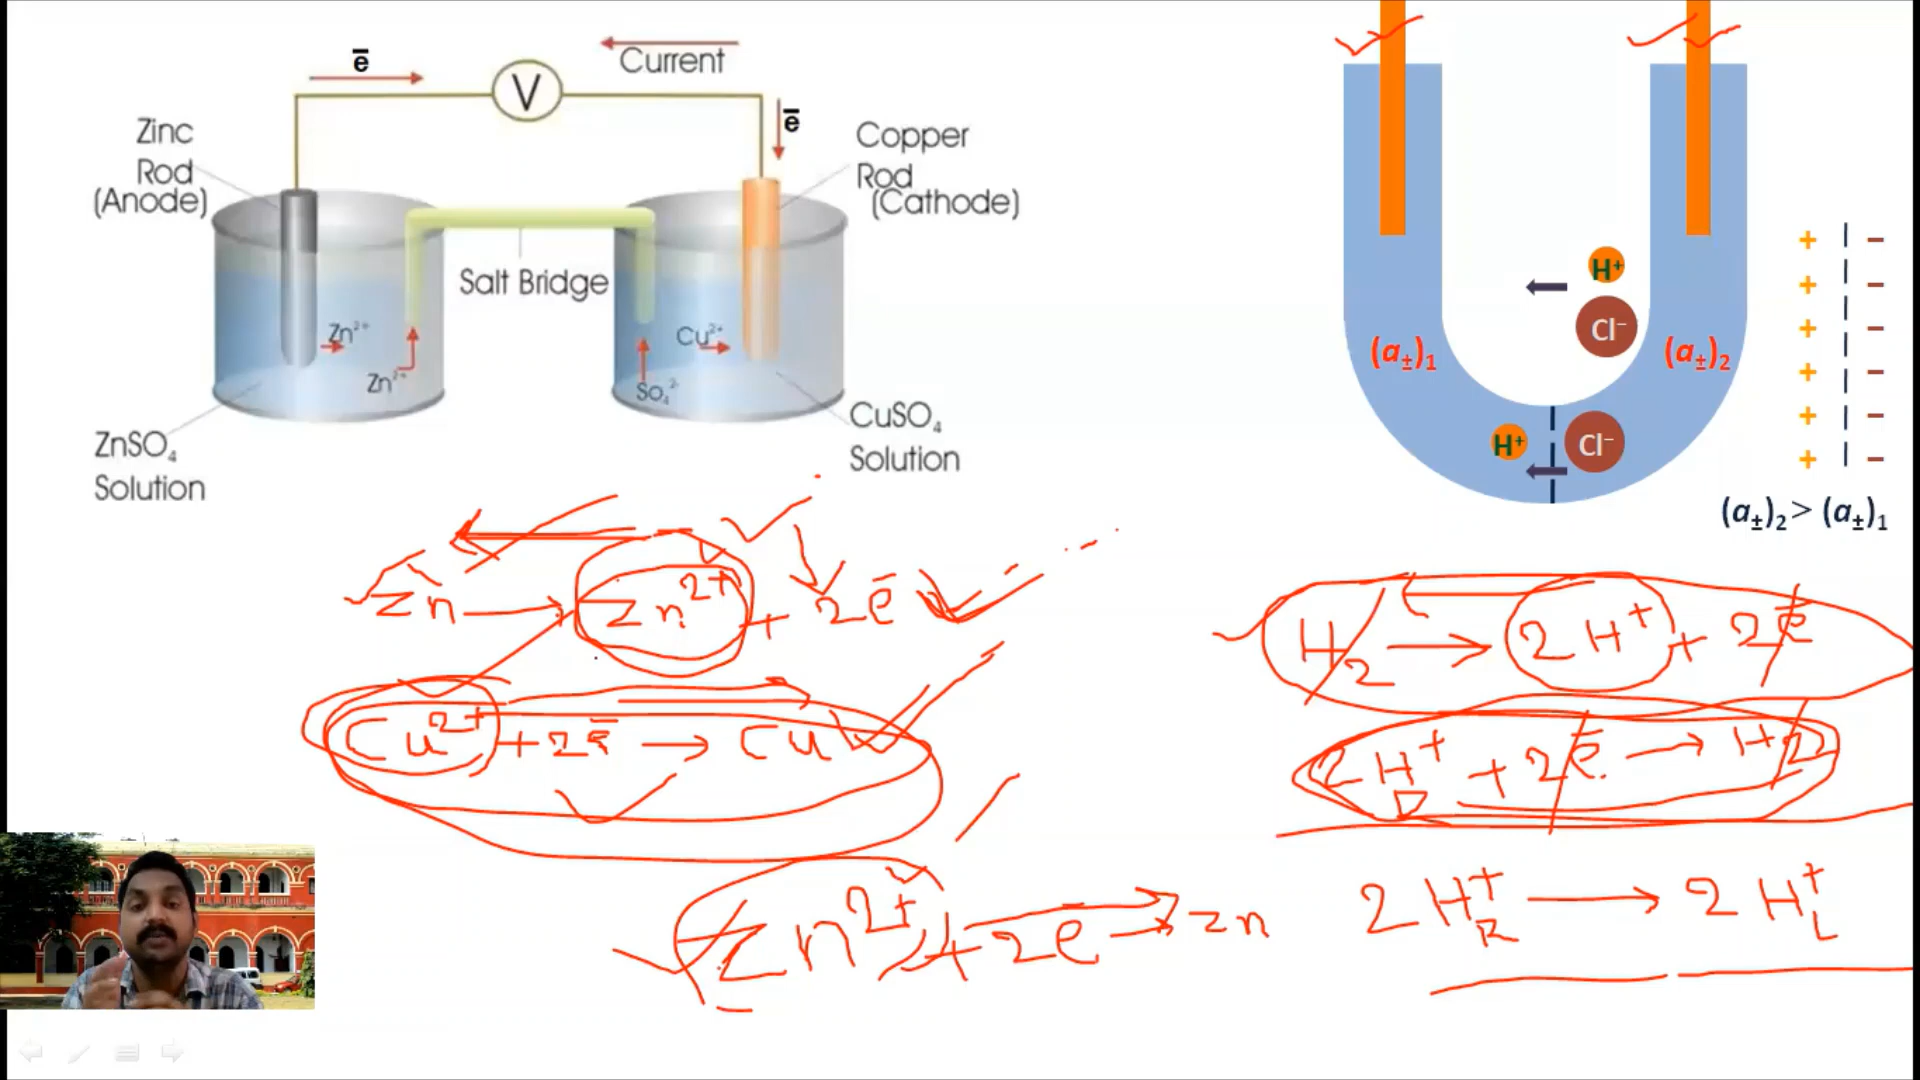 ē
Current
V
ē
Zinc
Rod
(Anode)
Copper
Rod
(Cathode)
Salt Bridge
Zn²⁺
Zn²⁺
Cu²⁺
SO₄²⁻
ZnSO₄
Solution
CuSO₄
Solution
H⁺
Cl⁻
(a±)₁
(a±)₂
H⁺
Cl⁻
+ | −
+ | −
+ | −
+ | −
+ | −
+ | −
(a±)₂ > (a±)₁
Zn → Zn²⁺ + 2ē
Cu²⁺ + 2ē → Cu
Zn²⁺ + 2ē → Zn
H₂ → 2H⁺ + 2ē
2H⁺ + 2ē → H₂
2H⁺R → 2H⁺L